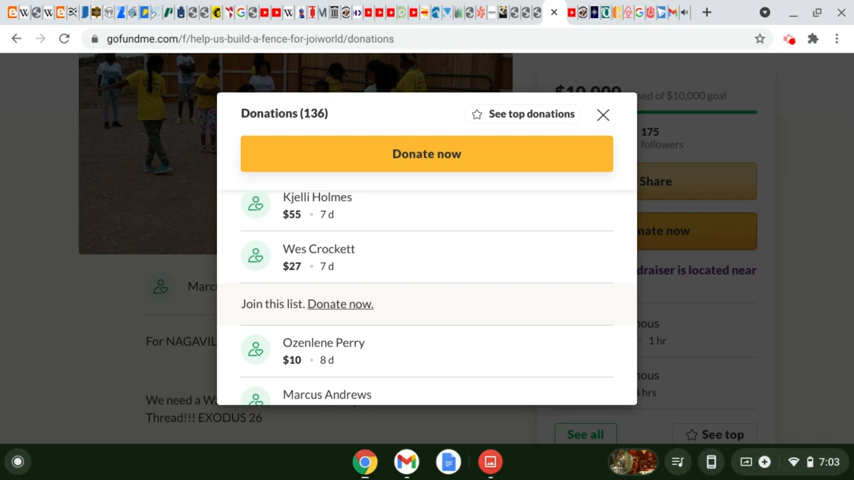 gofundme.com/f/help-us-build-a-fence-for-joiworld/donations
$10,000
sed of $10,000 goal
Donations (136)
See top donations
Donate now
175
followers
Share
Kjelli Holmes
$55 • 7 d
nate now
Wes Crockett
$27 • 7 d
draiser is located near
Marc
Join this list. Donate now.
nous
1 hr
For NAGAVIL
Ozenlene Perry
$10 • 8 d
nous
hrs
Marcus Andrews
We need a W
Thread!!! EXODUS 26
See all
See top
7:03